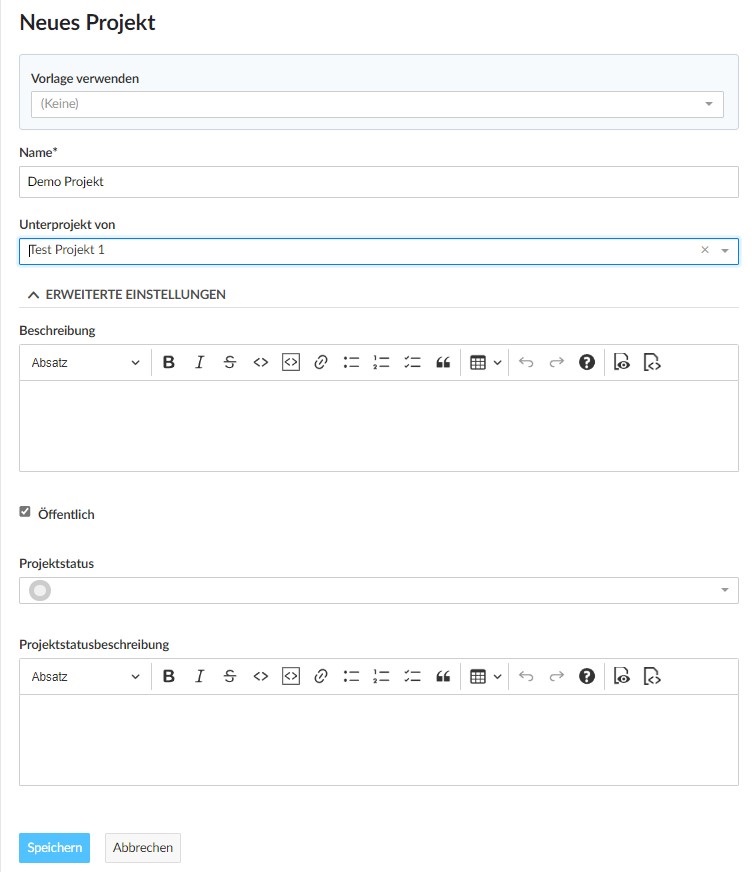 Neues Projekt
Vorlage verwenden
(Keine)
Name*
Demo Projekt
Unterprojekt von
Test Projekt 1
ERWEITERTE EINSTELLUNGEN
Beschreibung
Absatz
Öffentlich
Projektstatus
Projektstatusbeschreibung
Absatz
Speichern Abbrechen